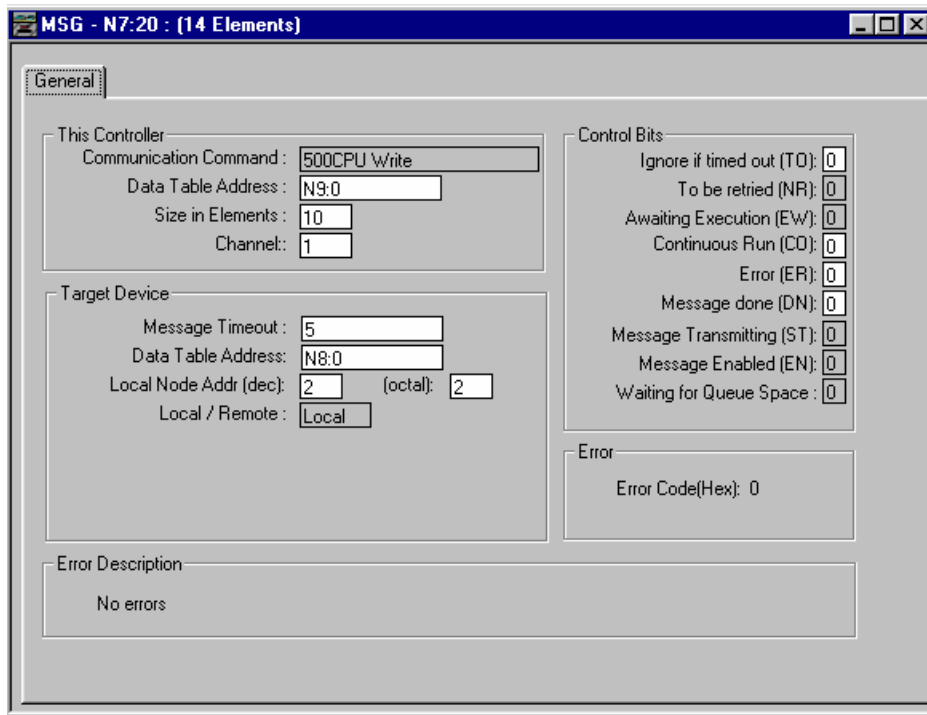 MSG - N7:20 : (14 Elements)
General
This Controller
Communication Command : 500CPU Write
Data Table Address : N9:0
Size in Elements : 10
Channel:: 1
Target Device
Message Timeout : 5
Data Table Address: N8:0
Local Node Addr (dec): 2 (octal): 2
Local / Remote : Local
Control Bits
Ignore if timed out (TO): 0
To be retried (NR): 0
Awaiting Execution (EW): 0
Continuous Run (CO): 0
Error (ER): 0
Message done (DN): 0
Message Transmitting (ST): 0
Message Enabled (EN): 0
Waiting for Queue Space : 0
Error
Error Code(Hex): 0
Error Description
No errors